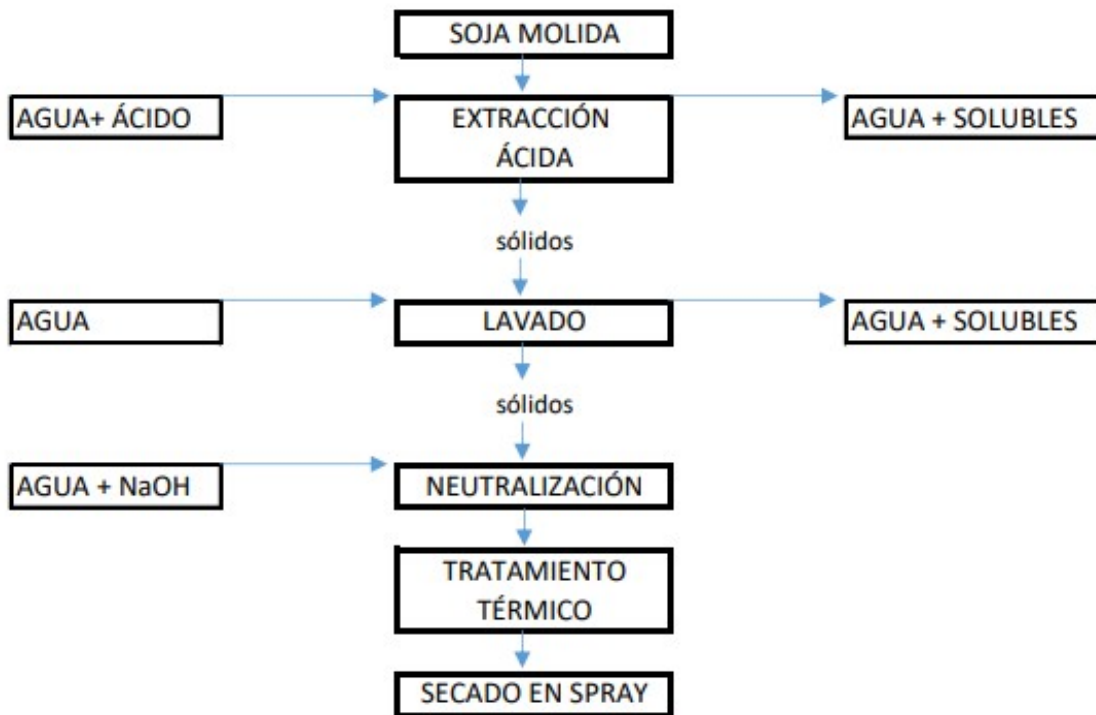 SOJA MOLIDA
AGUA+ ÁCIDO
EXTRACCIÓN
ÁCIDA
AGUA + SOLUBLES
sólidos
AGUA
LAVADO
AGUA + SOLUBLES
sólidos
AGUA + NaOH
NEUTRALIZACIÓN
TRATAMIENTO
TÉRMICO
SECADO EN SPRAY